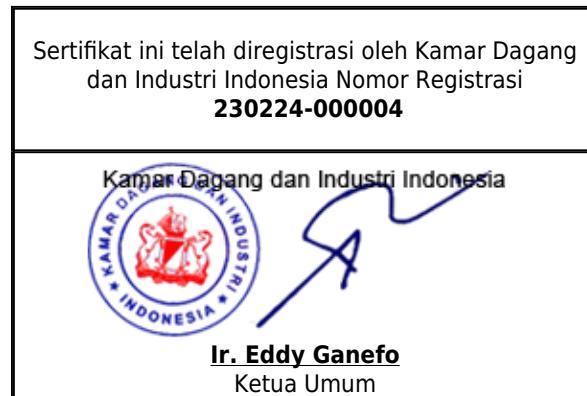 Sertifikat ini telah diregistrasi oleh Kamar Dagang
dan Industri Indonesia Nomor Registrasi
230224-000004
Kamar Dagang dan Industri Indonesia
KAMAR DAGANG DAN INDUSTRI
INDONESIA
Ir. Eddy Ganefo
Ketua Umum